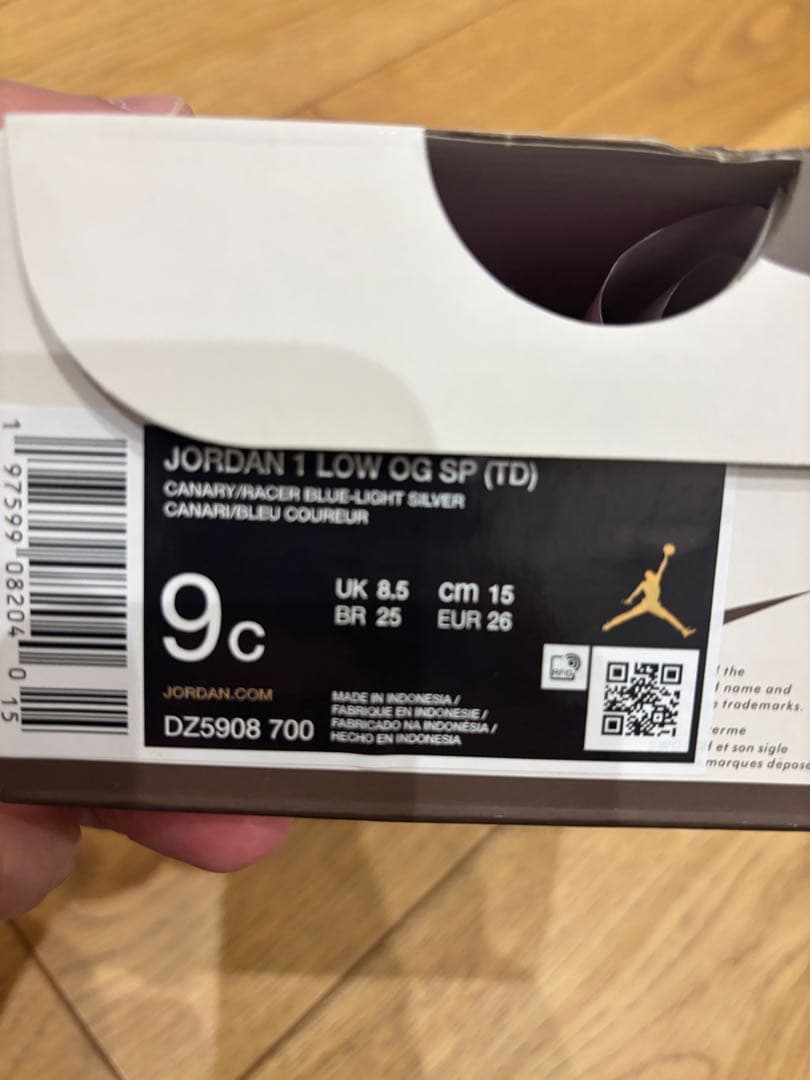 JORDAN 1 LOW OG SP (TD)
CANARY/RACER BLUE-LIGHT SILVER
CANARI/BLEU COUREUR
9c
UK 8.5 cm 15
BR 25 EUR 26
RFID
JORDAN.COM
DZ5908 700
MADE IN INDONESIA /
FABRIQUE EN INDONESIE /
FABRICADO NA INDONESIA /
HECHO EN INDONESIA
1 97599 08204 0 15
the
name and
trademarks.
et son sigle
marques déposé